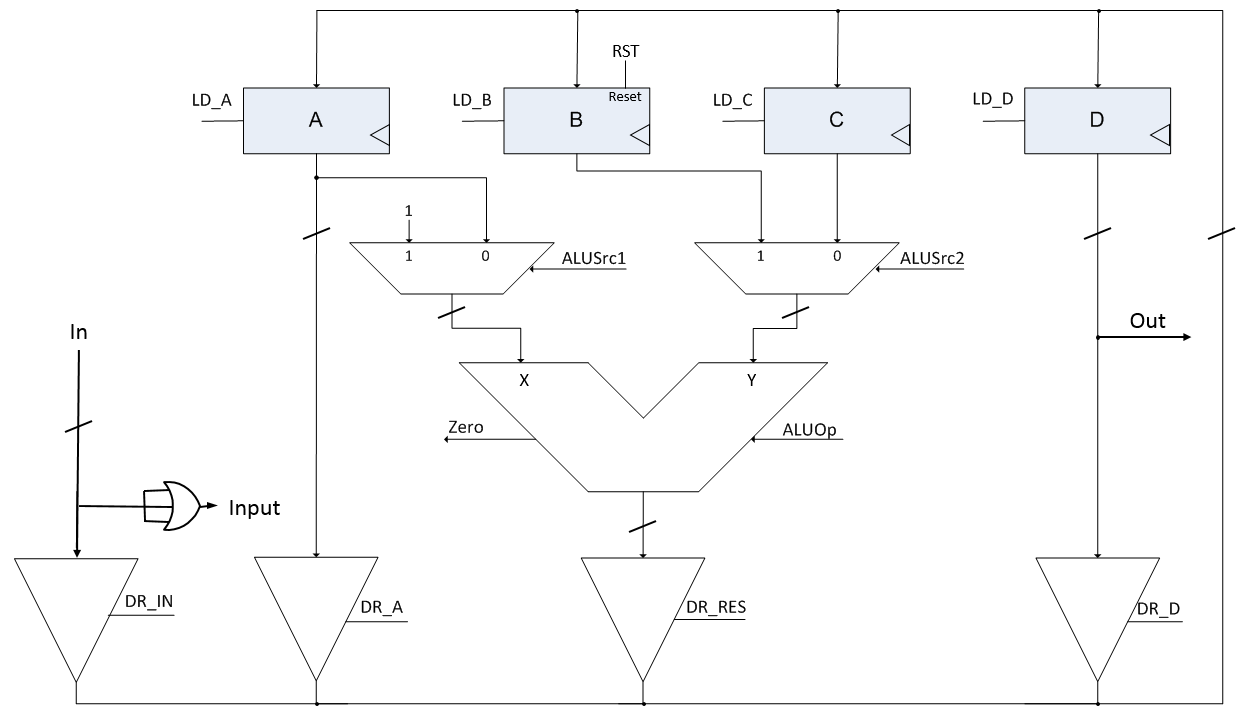 RST
LD_A
A
LD_B
Reset
B
LD_C
C
LD_D
D
1
1
0
ALUSrc1
1
0
ALUSrc2
In
Out
X
Y
Zero
ALUOp
Input
DR_IN
DR_A
DR_RES
DR_D